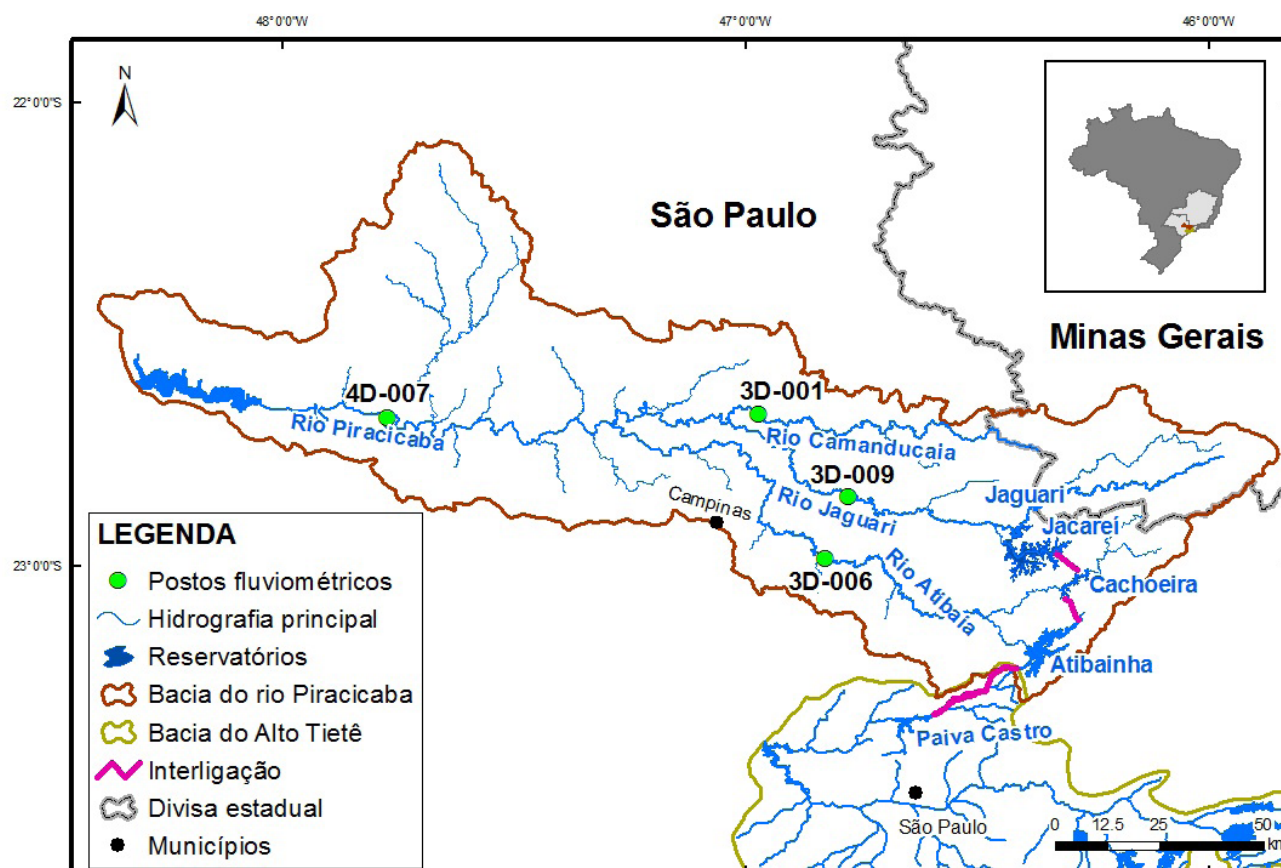 48°0'0"W
47°0'0"W
46°0'0"W
N
22°0'0"S
São Paulo
Minas Gerais
4D-007
3D-001
Rio Piracicaba
Rio Camanducaia
3D-009
Campinas
Rio Jaguari
Jaguari
Jacareí
23°0'0"S
3D-006
Rio Atibaia
Cachoeira
Atibainha
Paiva Castro
São Paulo
0 12.5 25 50
km
LEGENDA
Postos fluviométricos
Hidrografia principal
Reservatórios
Bacia do rio Piracicaba
Bacia do Alto Tietê
Interligação
Divisa estadual
Municípios